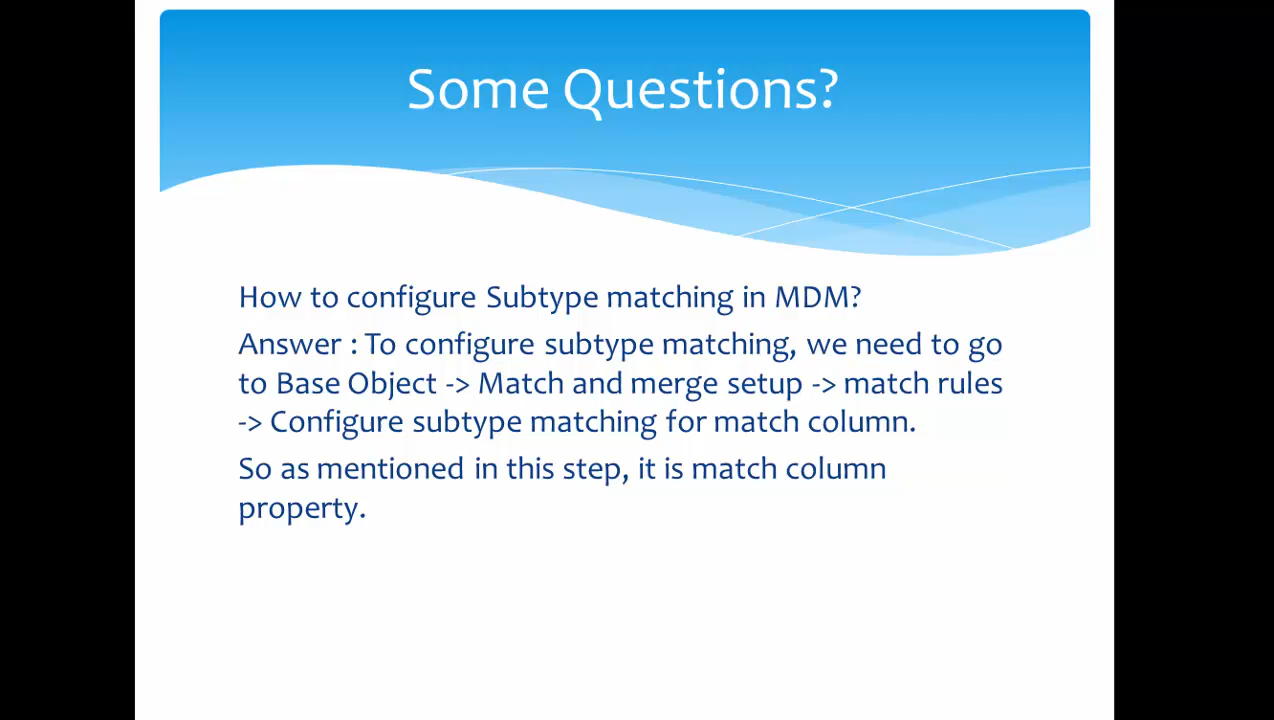 Some Questions?
How to configure Subtype matching in MDM?
Answer : To configure subtype matching, we need to go
to Base Object -> Match and merge setup -> match rules
-> Configure subtype matching for match column.
So as mentioned in this step, it is match column
property.